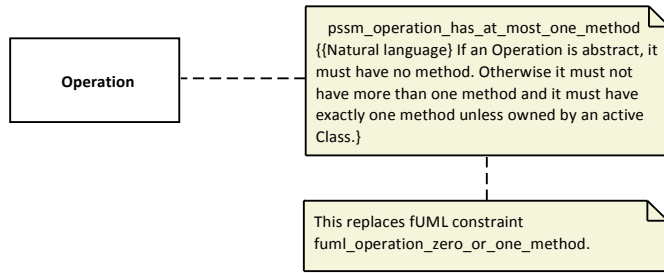 Operation
pssm_operation_has_at_most_one_method
{{Natural language} If an Operation is abstract, it
must have no method. Otherwise it must not
have more than one method and it must have
exactly one method unless owned by an active
Class.}
This replaces fUML constraint
fuml_operation_zero_or_one_method.